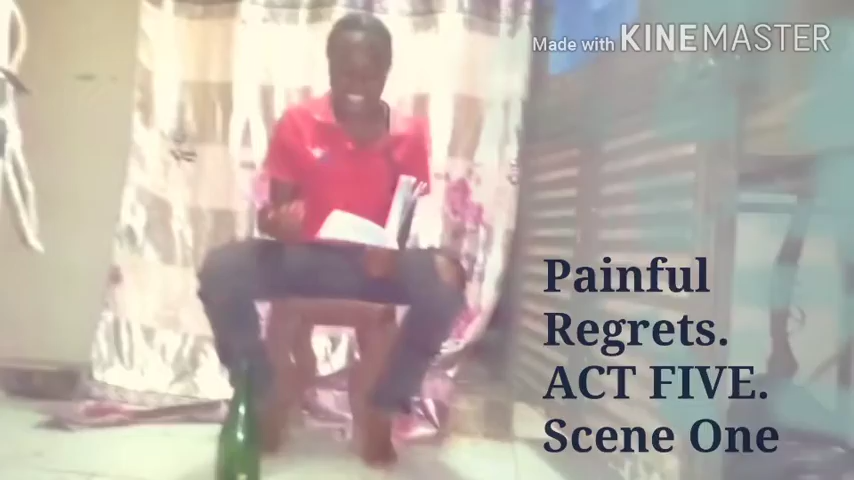 Made with KINEMASTER
Painful
Regrets.
ACT FIVE.
Scene One